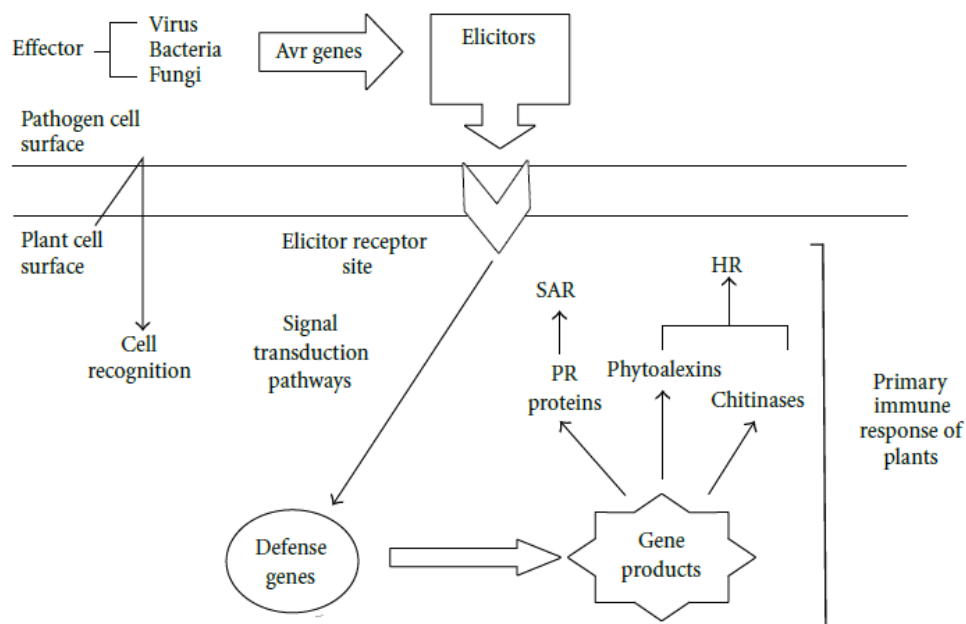 Effector
Virus
Bacteria
Fungi
Avr genes
Elicitors
Pathogen cell
surface
Plant cell
surface
Elicitor receptor
site
Cell
recognition
Signal
transduction
pathways
SAR
HR
PR
proteins
Phytoalexins
Chitinases
Primary
immune
response of
plants
Defense
genes
Gene
products